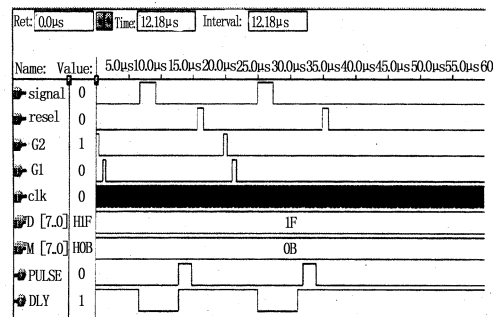 Ret: 0.0μs Time: 12.18μs Interval: 12.18μs
Name: Value: 5.0μs 10.0μs 15.0μs 20.0μs 25.0μs 30.0μs 35.0μs 40.0μs 45.0μs 50.0μs 55.0μs 60
signal 0
resel 0
G2 1
G1 0
clk 0
D [7..0] H1F 1F
M [7..0] H0B 0B
PULSE 0
DLY 1